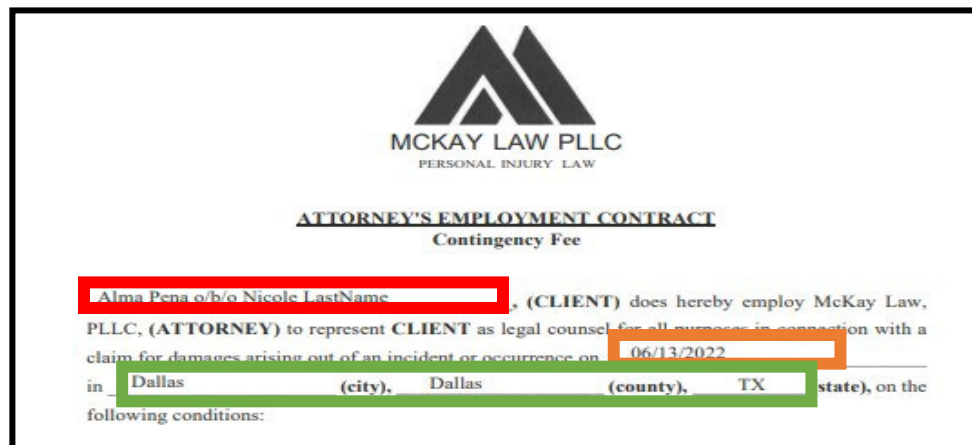 MCKAY LAW PLLC
PERSONAL INJURY LAW
ATTORNEY'S EMPLOYMENT CONTRACT
Contingency Fee
Alma Pena o/b/o Nicole LastName, (CLIENT) does hereby employ McKay Law,
PLLC, (ATTORNEY) to represent CLIENT as legal counsel for all purposes in connection with a
claim for damages arising out of an incident or occurrence on 06/13/2022
in Dallas (city), Dallas (county), TX state), on the
following conditions: